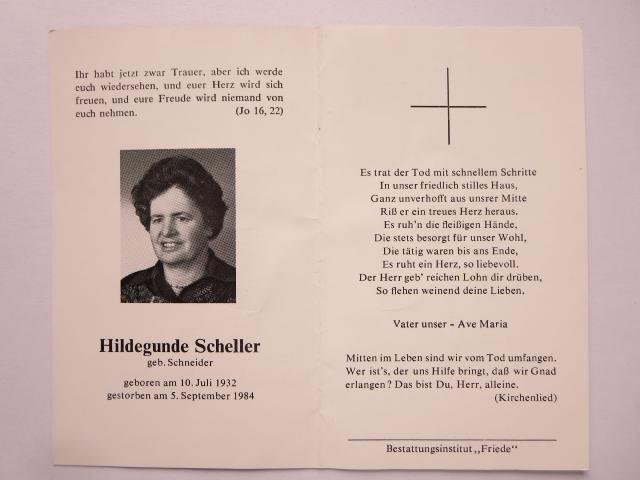 Ihr habt jetzt zwar Trauer, aber ich werde
euch wiedersehen, und euer Herz wird sich
freuen, und eure Freude wird niemand von
euch nehmen. (Jo 16, 22)
Hildegunde Scheller
geb. Schneider
geboren am 10. Juli 1932
gestorben am 5. September 1984
Es trat der Tod mit schnellem Schritte
In unser friedlich stilles Haus,
Ganz unverhofft aus unsrer Mitte
Riß er ein treues Herz heraus.
Es ruh'n die fleißigen Hände,
Die stets besorgt für unser Wohl,
Die tätig waren bis ans Ende,
Es ruht ein Herz, so liebevoll.
Der Herr geb' reichen Lohn dir drüben,
So flehen weinend deine Lieben.
Vater unser – Ave Maria
Mitten im Leben sind wir vom Tod umfangen.
Wer ist's, der uns Hilfe bringt, daß wir Gnad
erlangen? Das bist Du, Herr, alleine.
(Kirchenlied)
Bestattungsinstitut „Friede"